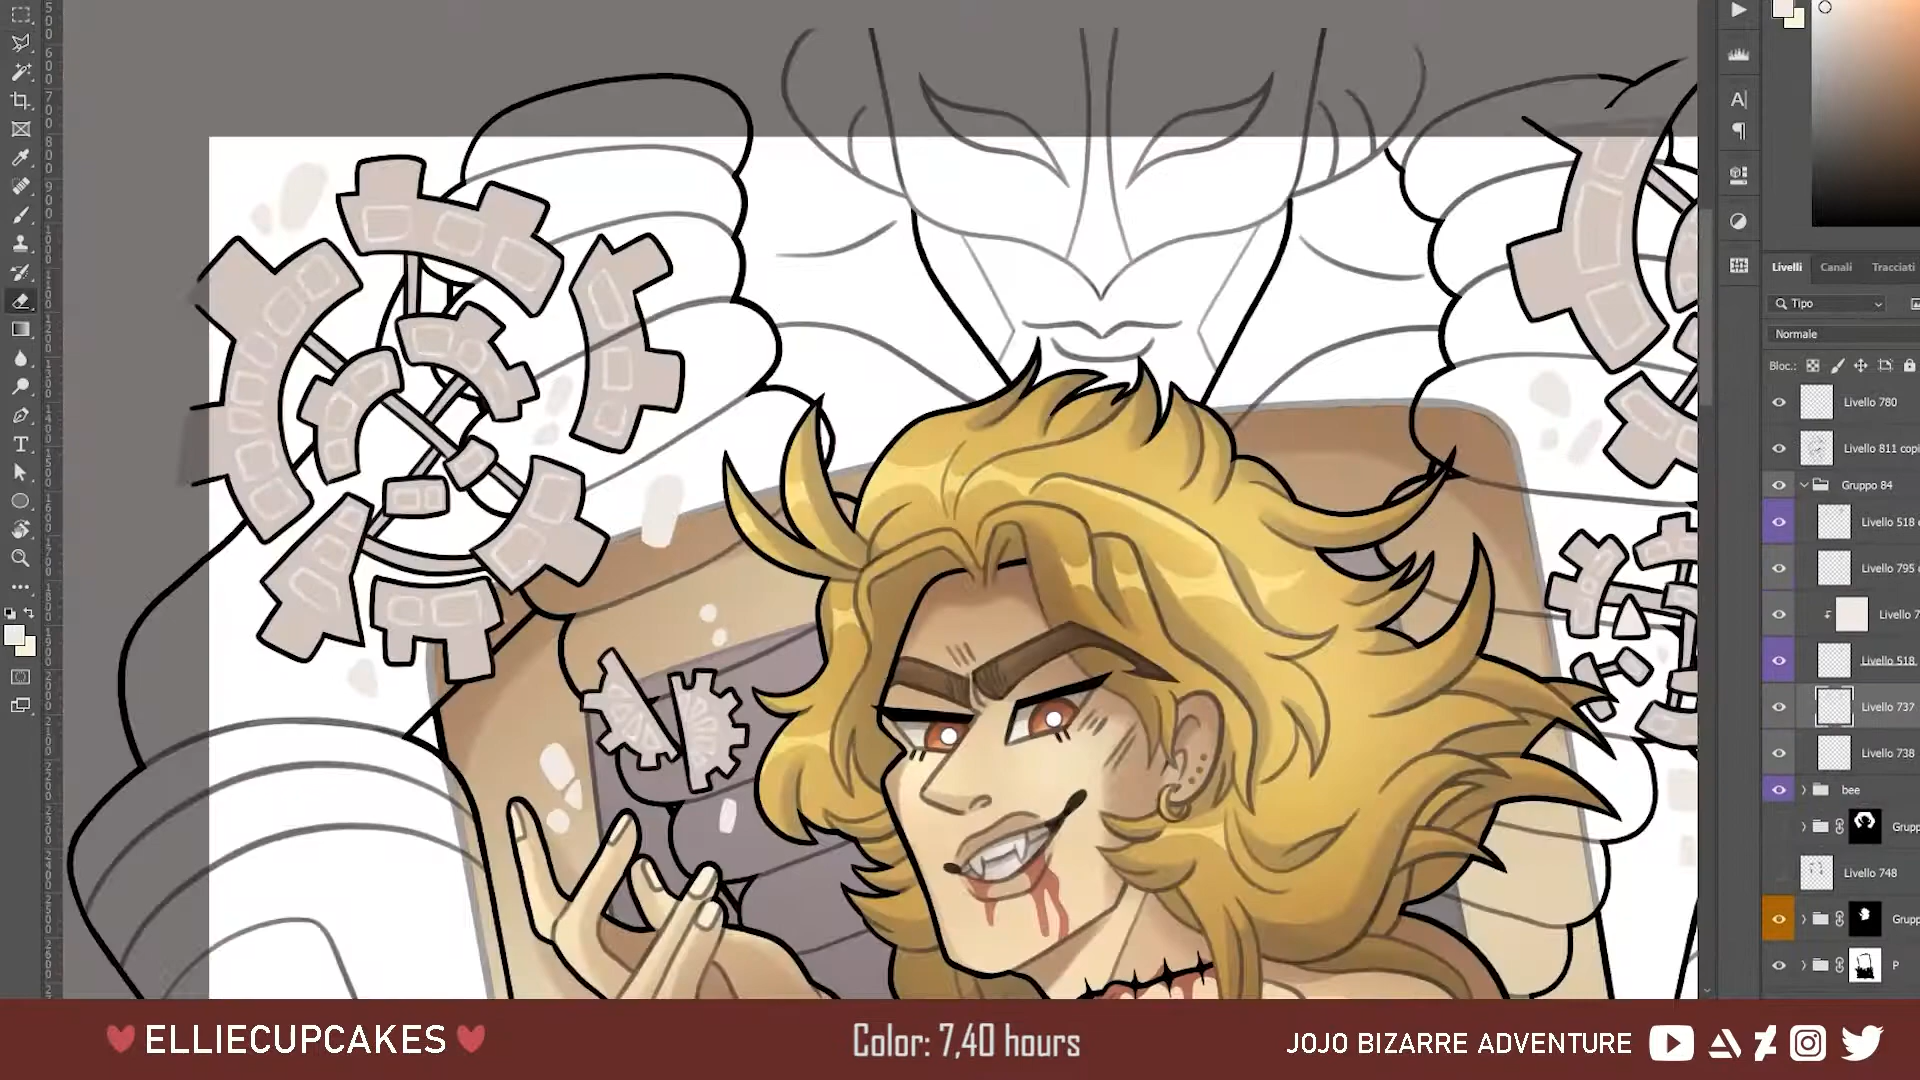 Livelli Canali Tracciati
Tipo
Normale
Bloc.:
Livello 780
Livello 811 copi
Gruppo 84
Livello 518
Livello 795
Livello 7
Livello 518
Livello 737
Livello 738
bee
Grupp
Livello 748
Grupp
P
ELLIECUPCAKES
Color: 7,40 hours
JOJO BIZARRE ADVENTURE